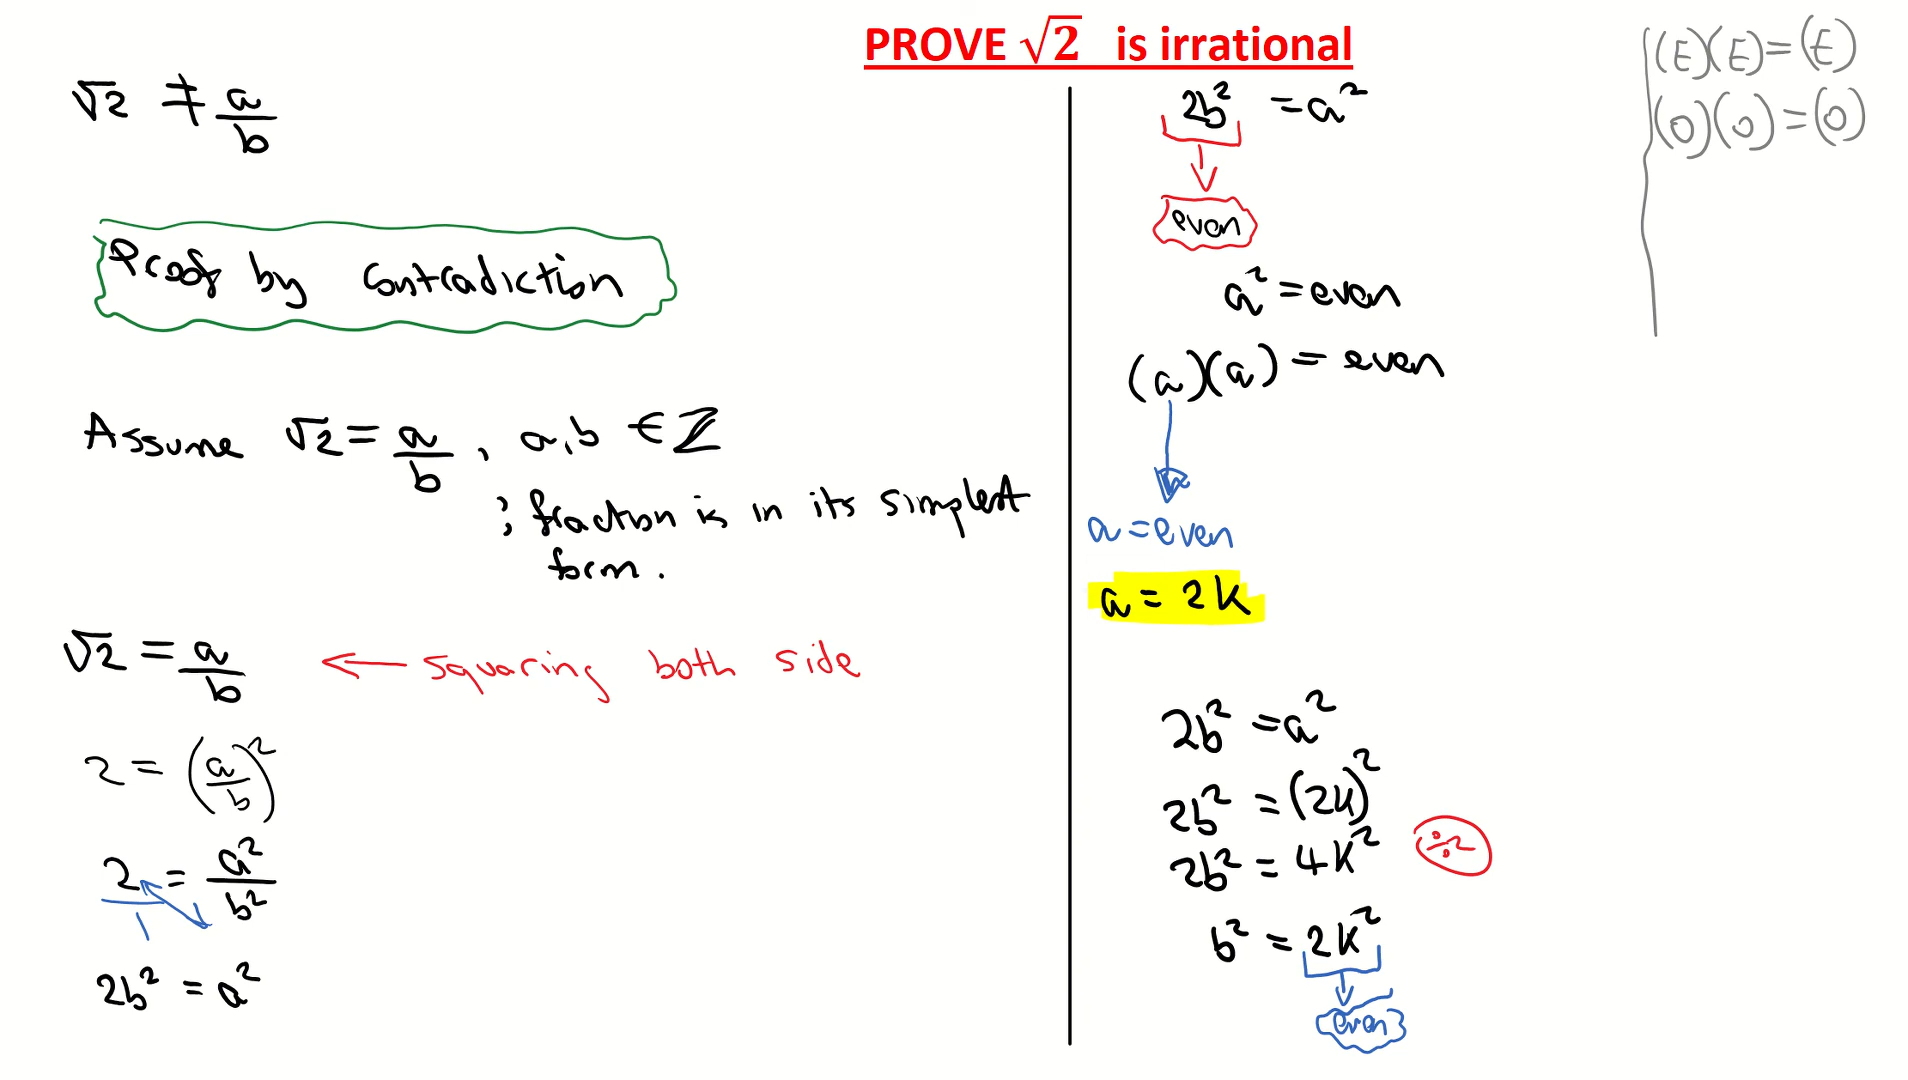 PROVE √2 is irrational
√2 ≠ a/b
Proof by Contradiction
Assume √2 = a/b , a,b ∈ Z
; fraction is in its simplest
form.
√2 = a/b ← squaring both side
2 = (a/b)²
2/1 = a²/b²
2b² = a²
2b² = a²
even
a² = even
(a)(a) = even
a = even
a = 2k
2b² = a²
2b² = (2k)²
2b² = 4k² ÷2
b² = 2k²
even
(E)(E) = (E)
(O)(O) = (O)